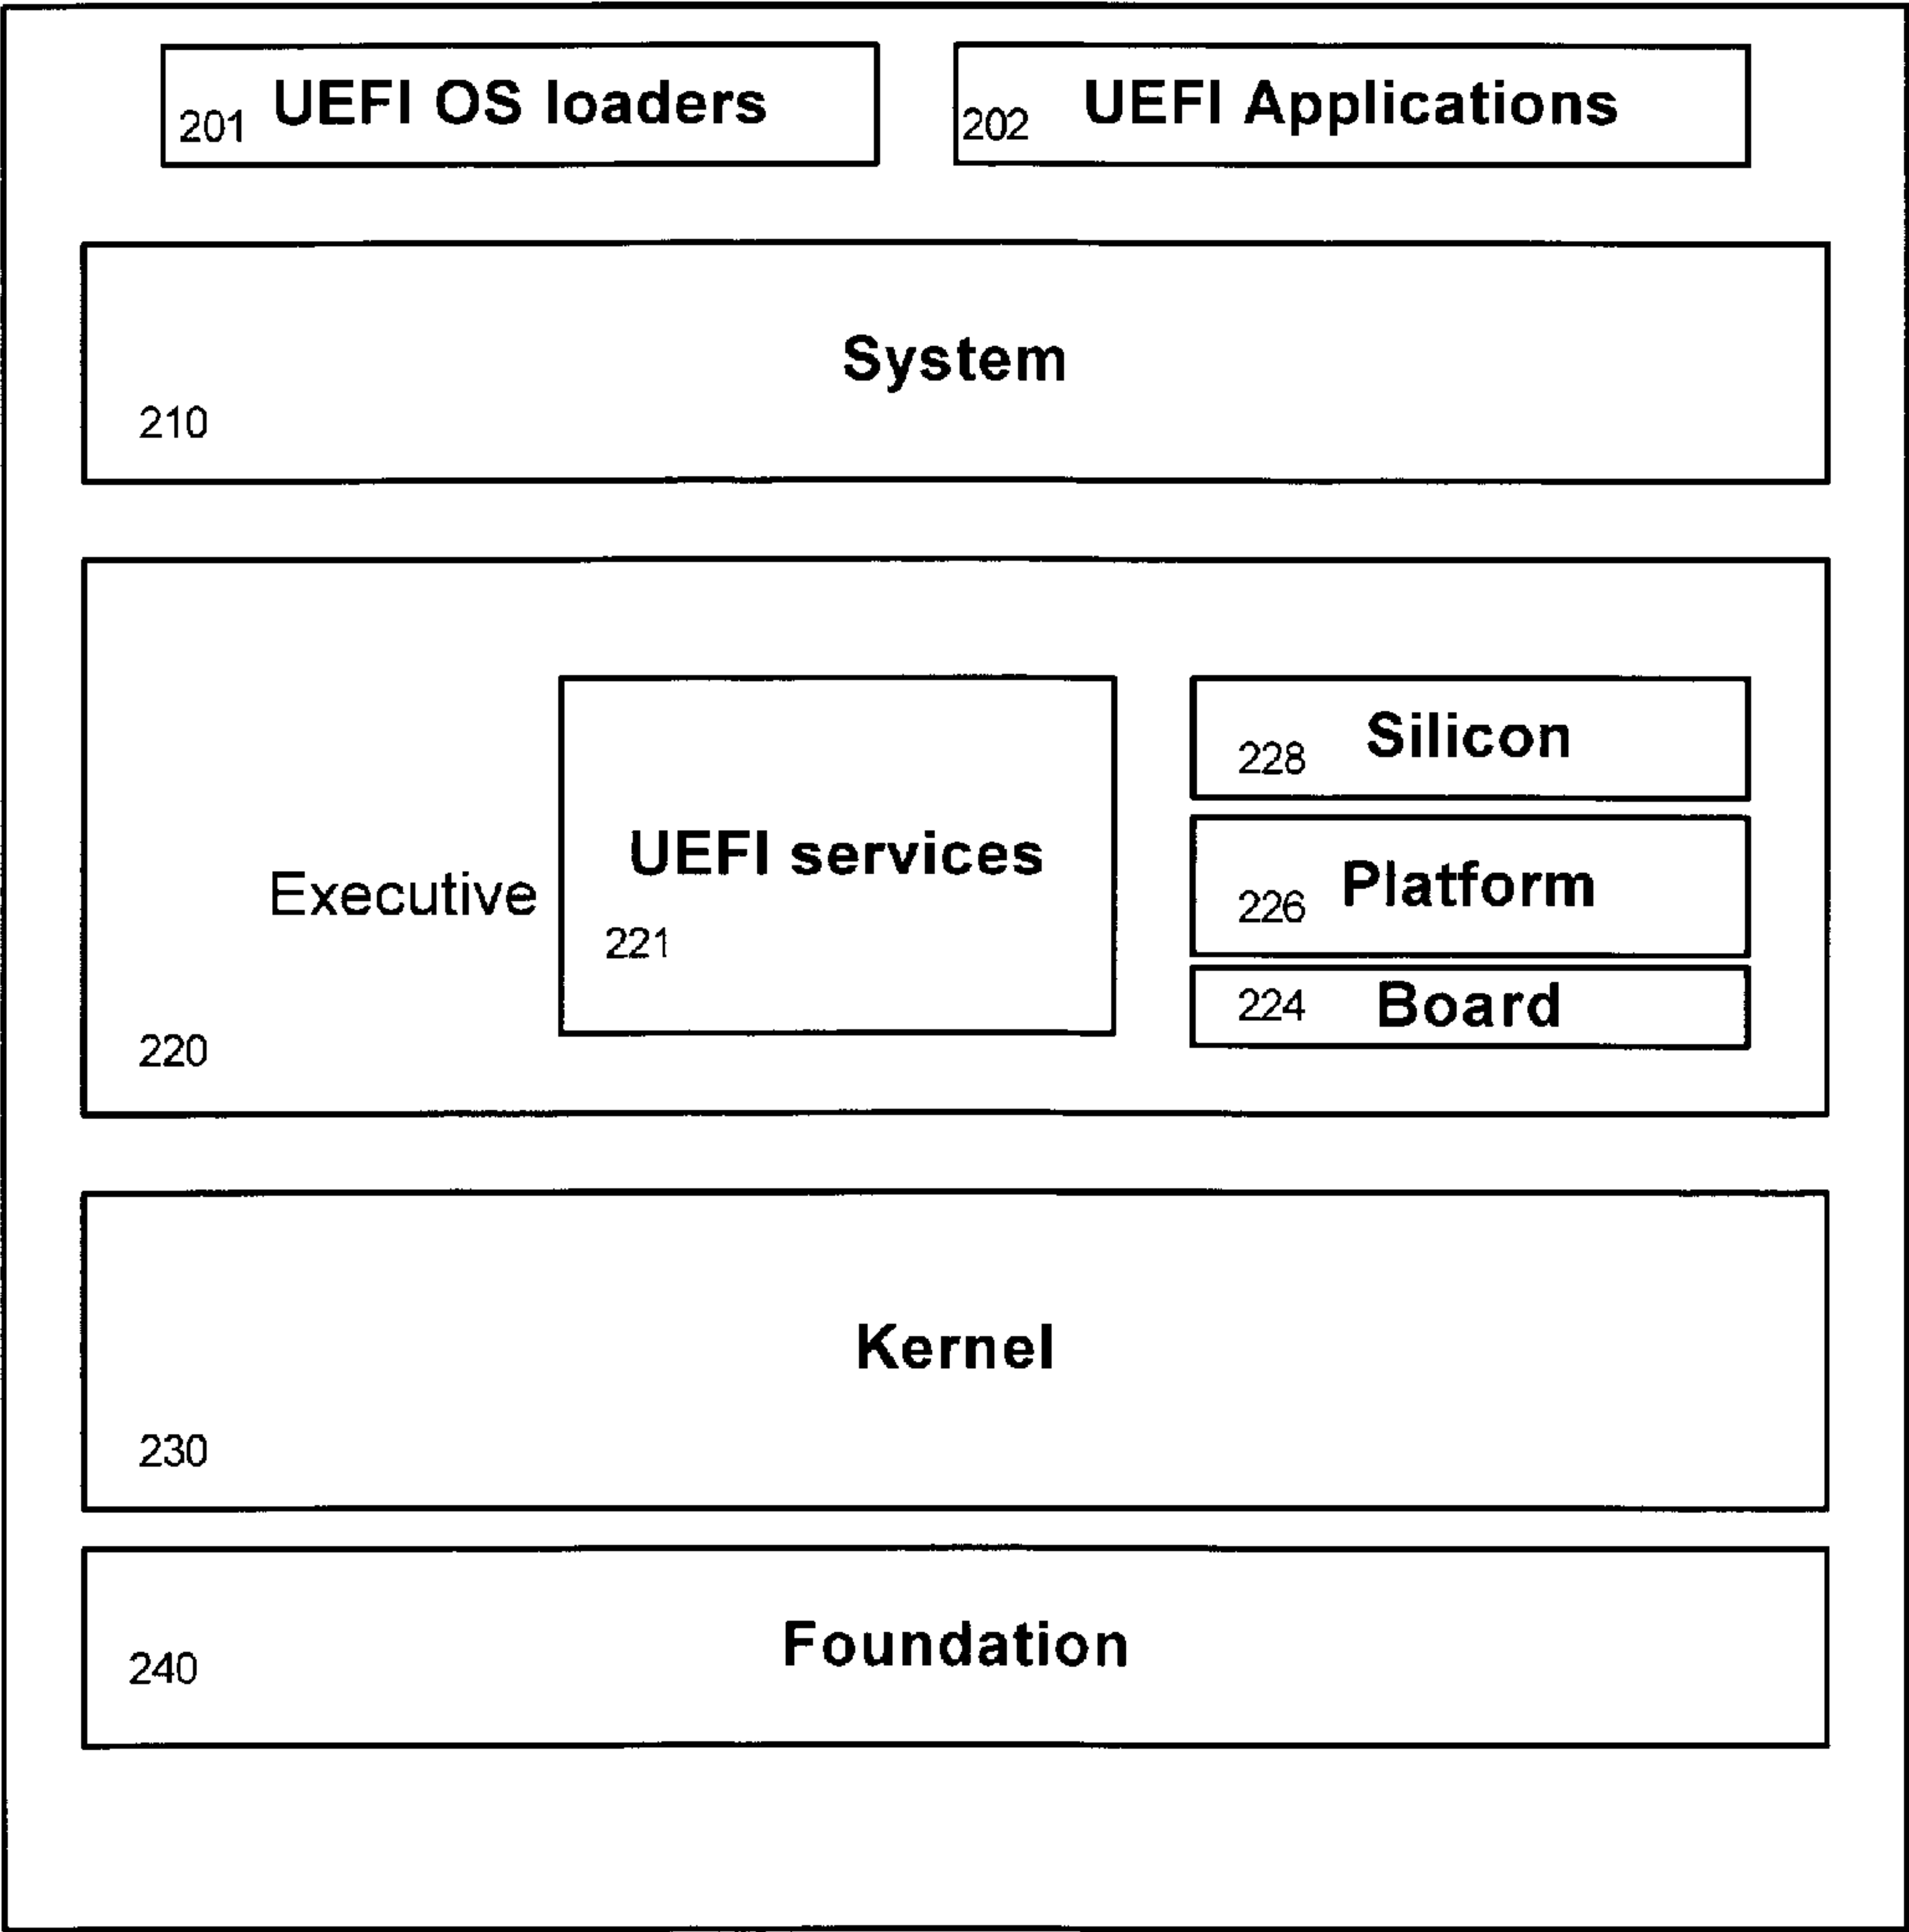 UEFI OS loaders
201
UEFI Applications
202
System
210
Silicon
228
UEFI services
221
Platform
226
Executive
Board
224
220
Kernel
230
Foundation
240